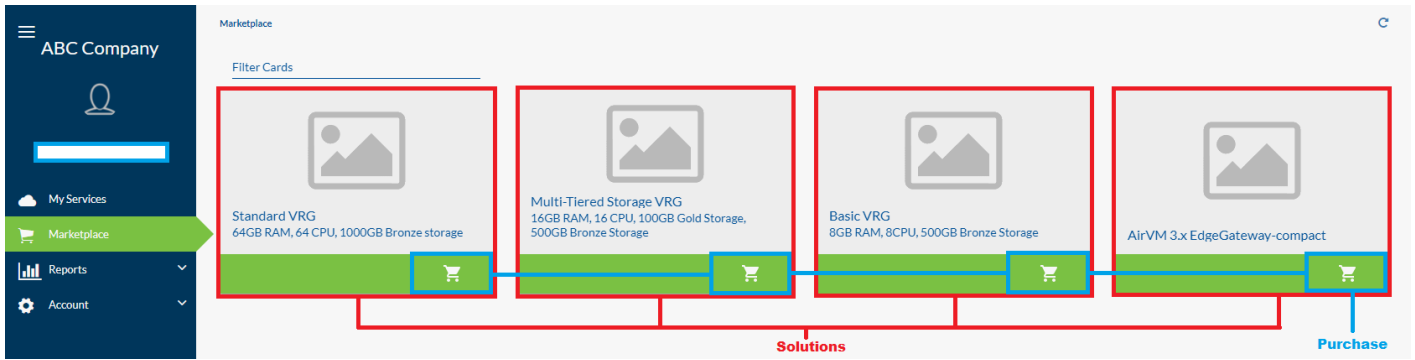 ABC Company
My Services
Marketplace
Reports
Account
Marketplace
Filter Cards
Standard VRG
64GB RAM, 64 CPU, 1000GB Bronze storage
Multi-Tiered Storage VRG
16GB RAM, 16 CPU, 100GB Gold Storage,
500GB Bronze Storage
Basic VRG
8GB RAM, 8CPU, 500GB Bronze Storage
AirVM 3.x EdgeGateway-compact
Solutions
Purchase